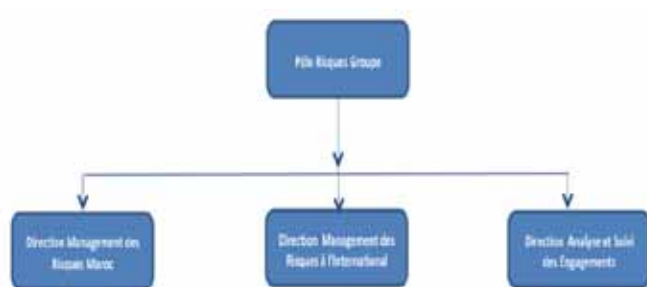 Pôle Risques Groupe
Direction Management des
Risques Maroc
Direction Management des
Risques à l'International
Direction Analyse et Suivi
des Engagements